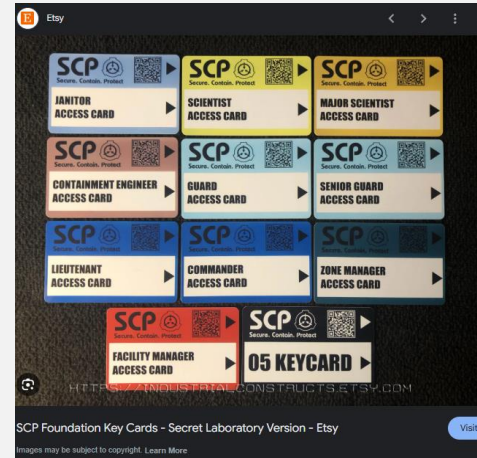 Etsy
SCP
Secure. Contain. Protect
JANITOR
ACCESS CARD
SCP
Secure. Contain. Protect
SCIENTIST
ACCESS CARD
SCP
Secure. Contain. Protect
MAJOR SCIENTIST
ACCESS CARD
SCP
Secure. Contain. Protect
CONTAINMENT ENGINEER
ACCESS CARD
SCP
Secure. Contain. Protect
GUARD
ACCESS CARD
SCP
Secure. Contain. Protect
SENIOR GUARD
ACCESS CARD
SCP
Secure. Contain. Protect
LIEUTENANT
ACCESS CARD
SCP
Secure. Contain. Protect
COMMANDER
ACCESS CARD
SCP
Secure. Contain. Protect
ZONE MANAGER
ACCESS CARD
SCP
Secure. Contain. Protect
FACILITY MANAGER
ACCESS CARD
SCP
Secure. Contain. Protect
05 KEYCARD
HTTPS://INDUSTRIALCONSTRUCTS.ETSY.COM
SCP Foundation Key Cards - Secret Laboratory Version - Etsy
Visit
Images may be subject to copyright. Learn More